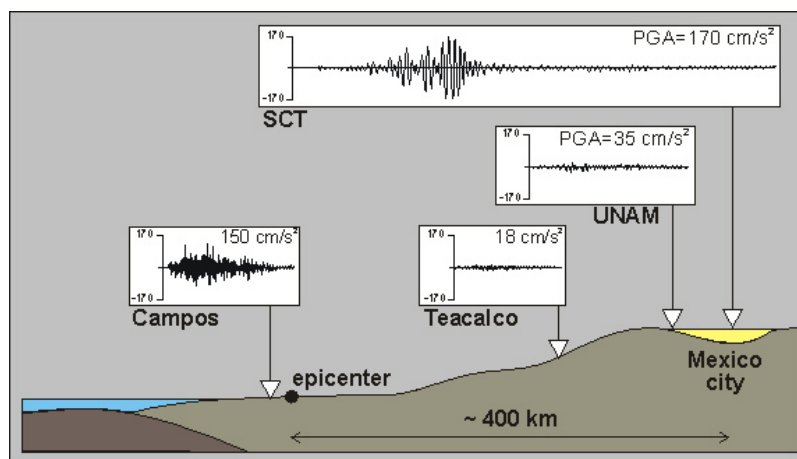 170
PGA=170 cm/s²
-170
SCT
170
PGA=35 cm/s²
-170
UNAM
170
150 cm/s²
-170
Campos
170
18 cm/s²
-170
Teacalco
epicenter
Mexico
city
~ 400 km